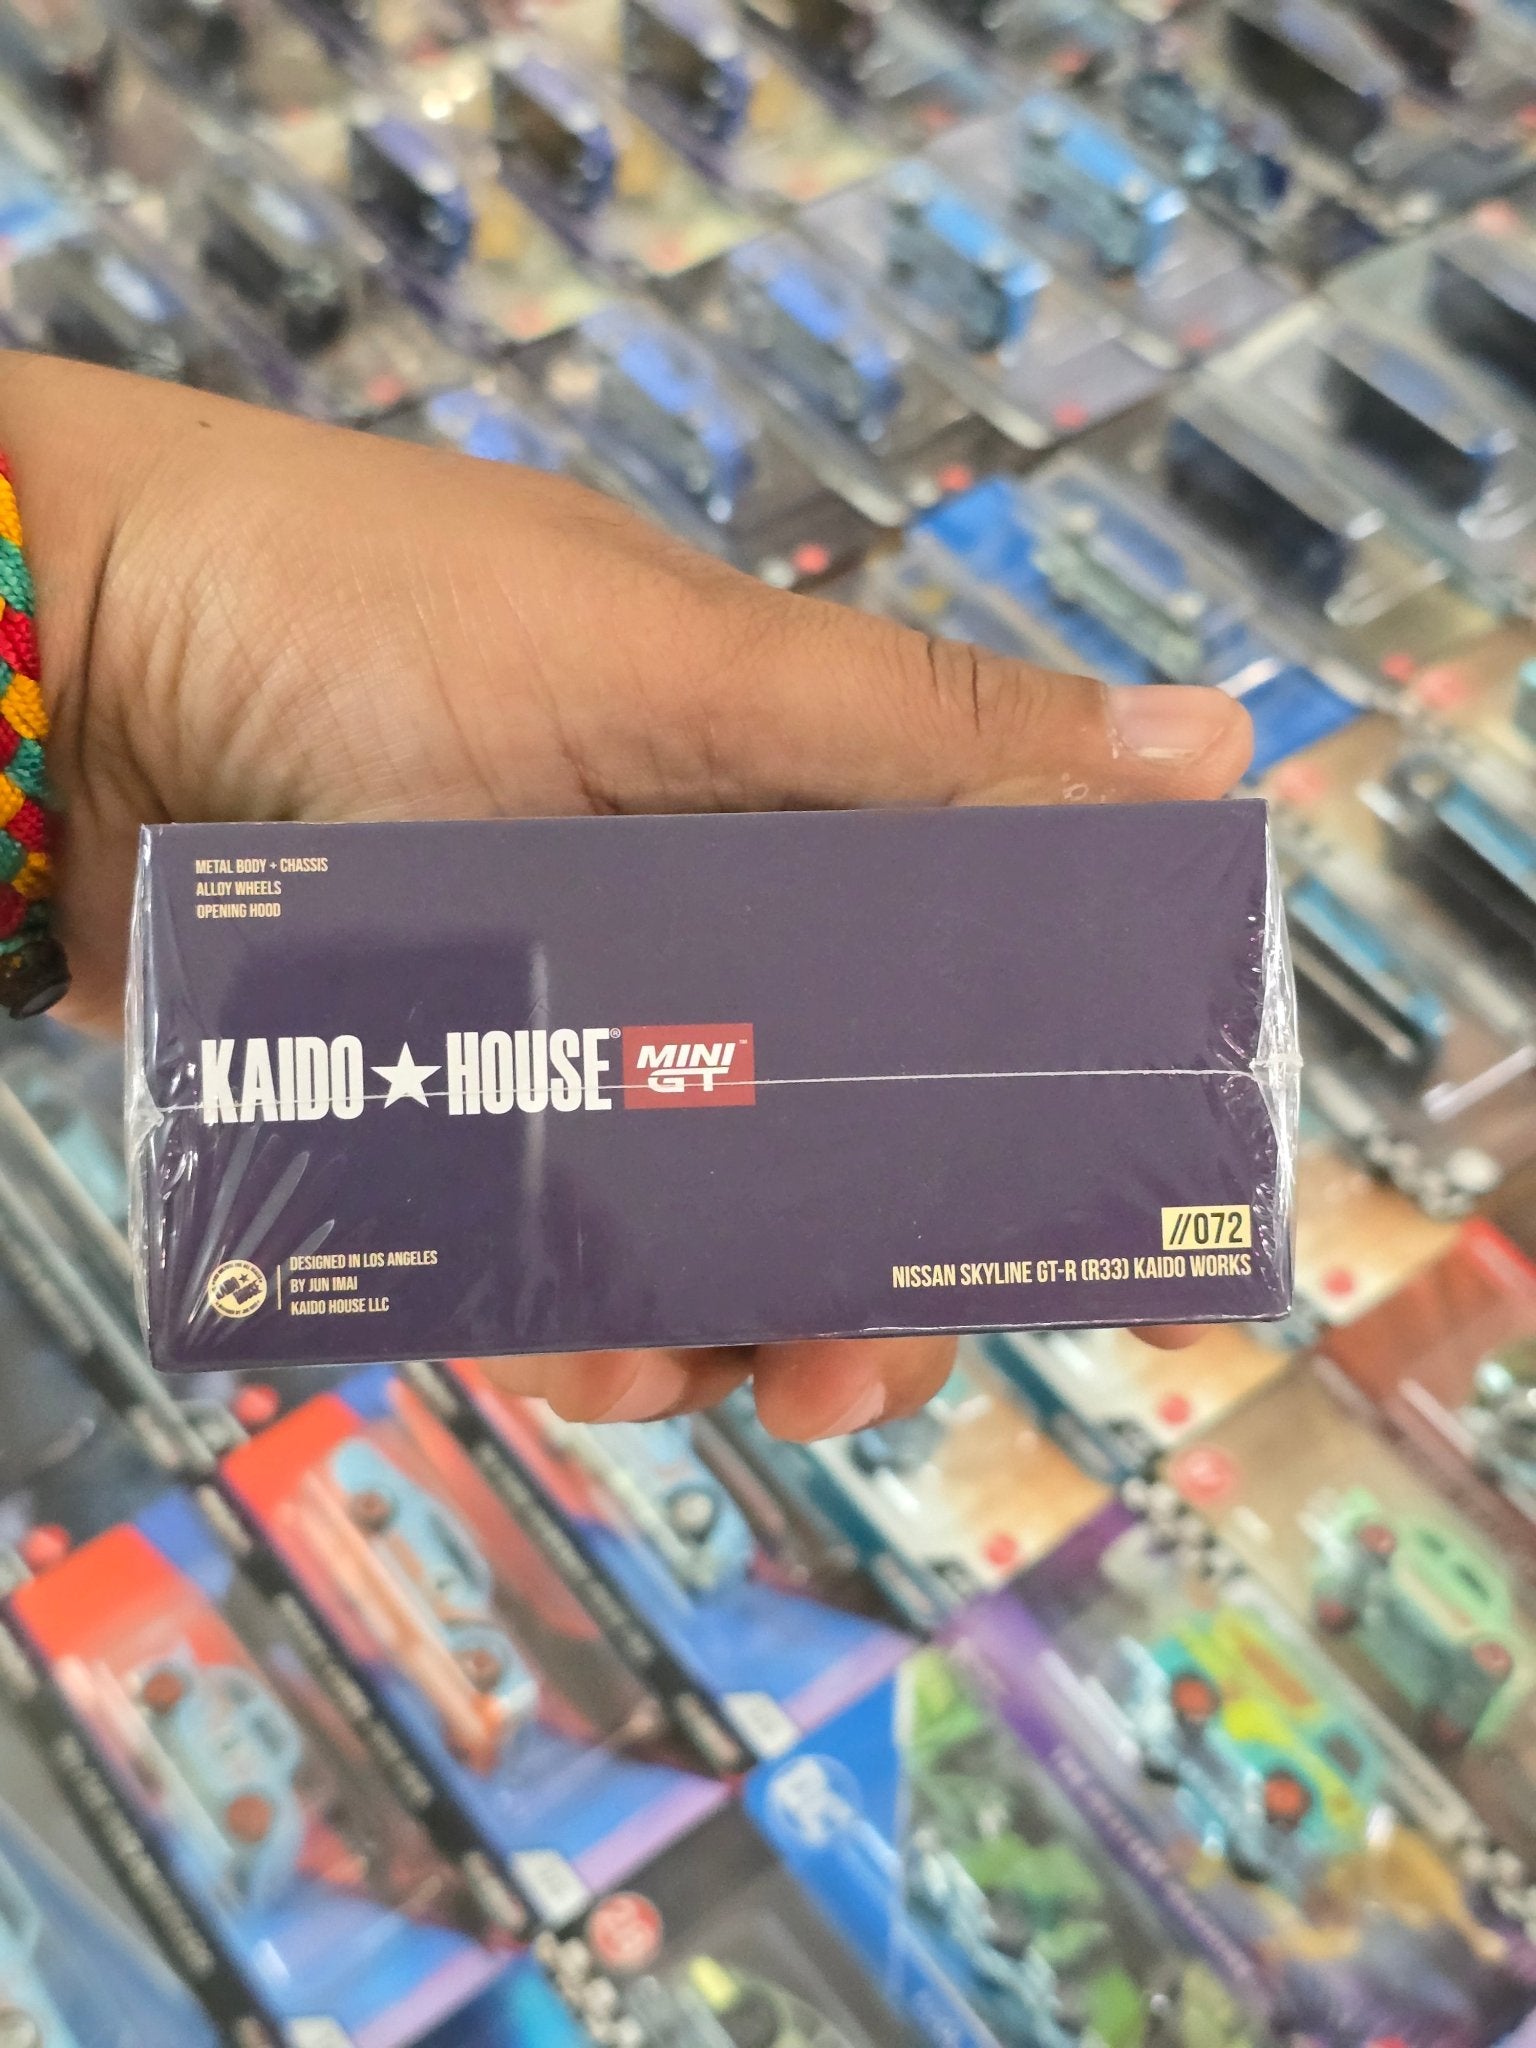 METAL BODY + CHASSIS
ALLOY WHEELS
OPENING HOOD
KAIDO★HOUSE® MINI GT™
//072
NISSAN SKYLINE GT-R (R33) KAIDO WORKS
DESIGNED IN LOS ANGELES
BY JUN IMAI
KAIDO HOUSE LLC